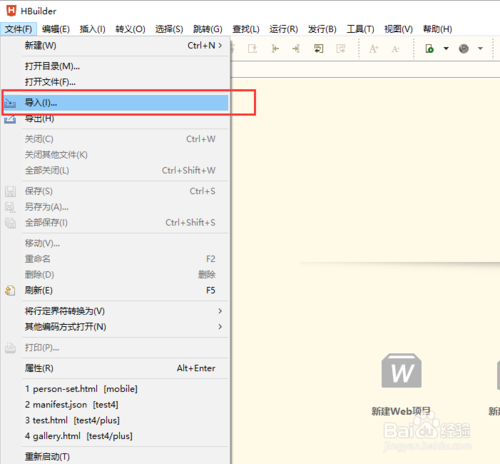 HBuilder
文件(F) 编辑(E) 插入(I) 转义(O) 选择(S) 跳转(G) 查找(L) 运行(R) 发行(B) 工具(T) 视图(V) 帮助(H)
新建(W) Ctrl+N >
打开目录(M)...
打开文件(F)...
导入(I)...
导出(H)
关闭(C) Ctrl+W
关闭其他文件(K)
全部关闭(L) Ctrl+Shift+W
保存(S) Ctrl+S
另存为(A)...
全部保存(I) Ctrl+Shift+S
移动(V)...
重命名 F2
删除(D) 删除
刷新(E) F5
将行定界符转换为(V) >
其他编码方式打开(N) >
打印(P)...
属性(R) Alt+Enter
1 person-set.html [mobile]
2 manifest.json [test4]
3 test.html [test4/plus]
4 gallery.html [test4/plus]
重新启动(T)
W
新建Web项目
Baidu经验